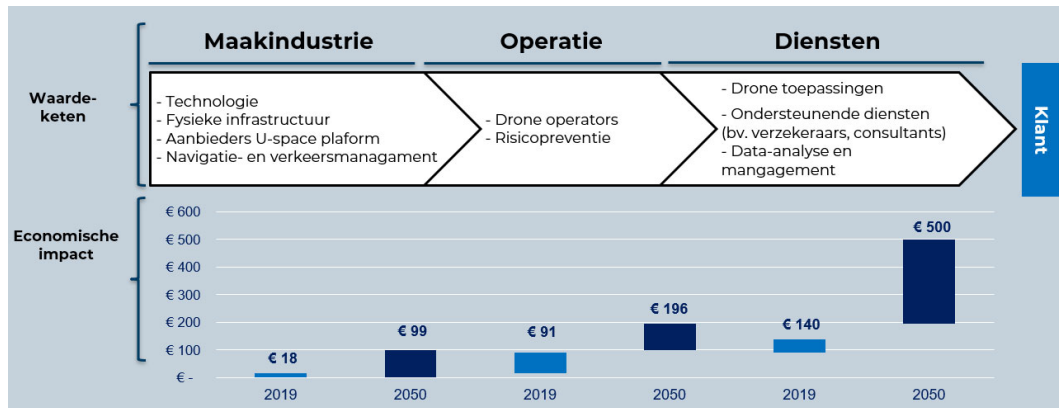 Maakindustrie
Operatie
Diensten
Waarde-
keten
- Technologie
- Fysieke infrastructuur
- Aanbieders U-space plaform
- Navigatie- en verkeersmanagament
- Drone operators
- Risicopreventie
- Drone toepassingen
- Ondersteunende diensten
(bv. verzekeraars, consultants)
- Data-analyse en
mangagement
Klant
Economische
impact
€ 600
€ 500
€ 400
€ 300
€ 200
€ 100
€ -
€ 18
€ 99
€ 91
€ 196
€ 140
€ 500
2019
2050
2019
2050
2019
2050